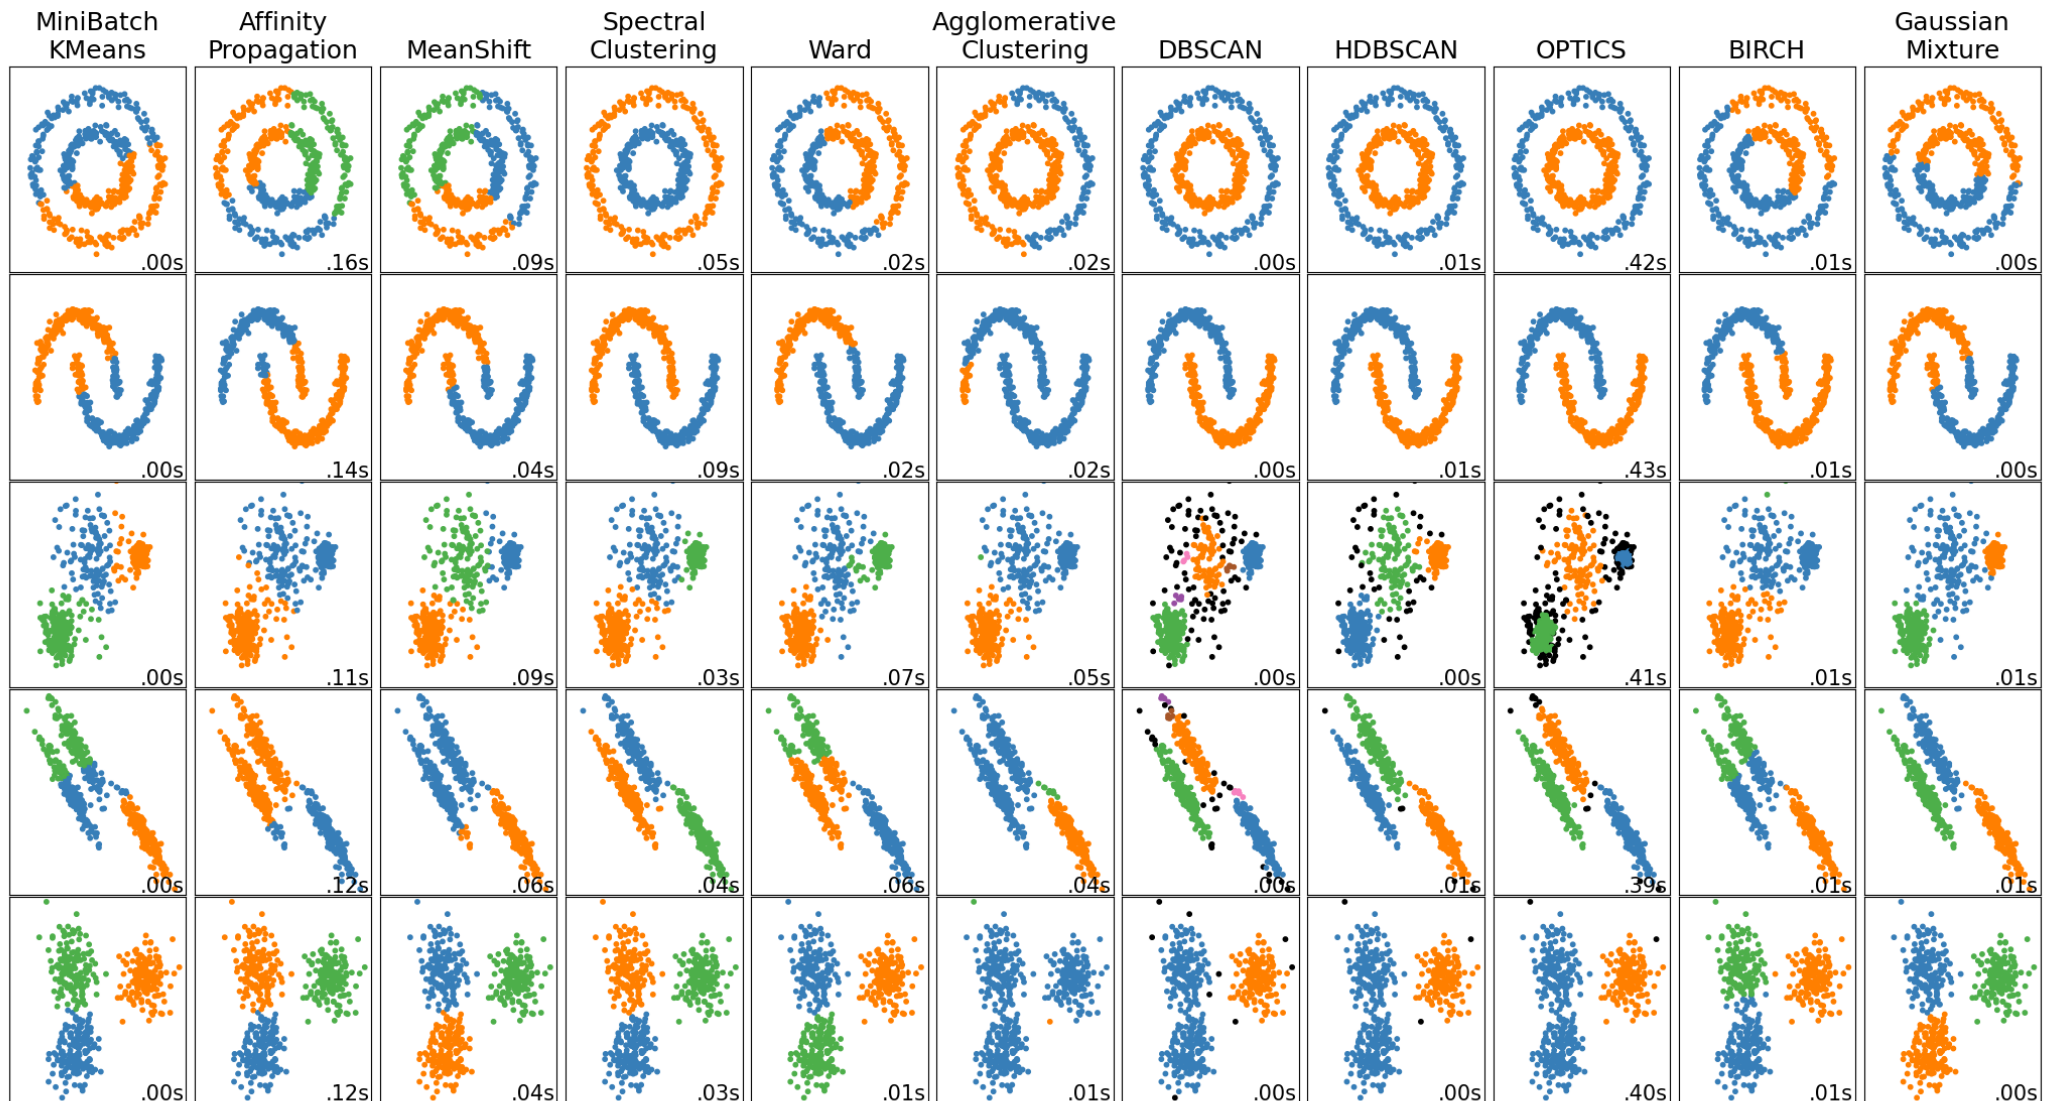 MiniBatch
KMeans
Affinity
Propagation
MeanShift
Spectral
Clustering
Ward
Agglomerative
Clustering
DBSCAN
HDBSCAN
OPTICS
BIRCH
Gaussian
Mixture
.00s
.16s
.09s
.05s
.02s
.02s
.00s
.01s
.42s
.01s
.00s
.00s
.14s
.04s
.09s
.02s
.02s
.00s
.01s
.43s
.01s
.00s
.00s
.11s
.09s
.03s
.07s
.05s
.00s
.00s
.41s
.01s
.01s
.00s
.12s
.06s
.04s
.06s
.04s
.00s
.01s
.39s
.01s
.01s
.00s
.12s
.04s
.03s
.01s
.01s
.00s
.00s
.40s
.01s
.00s